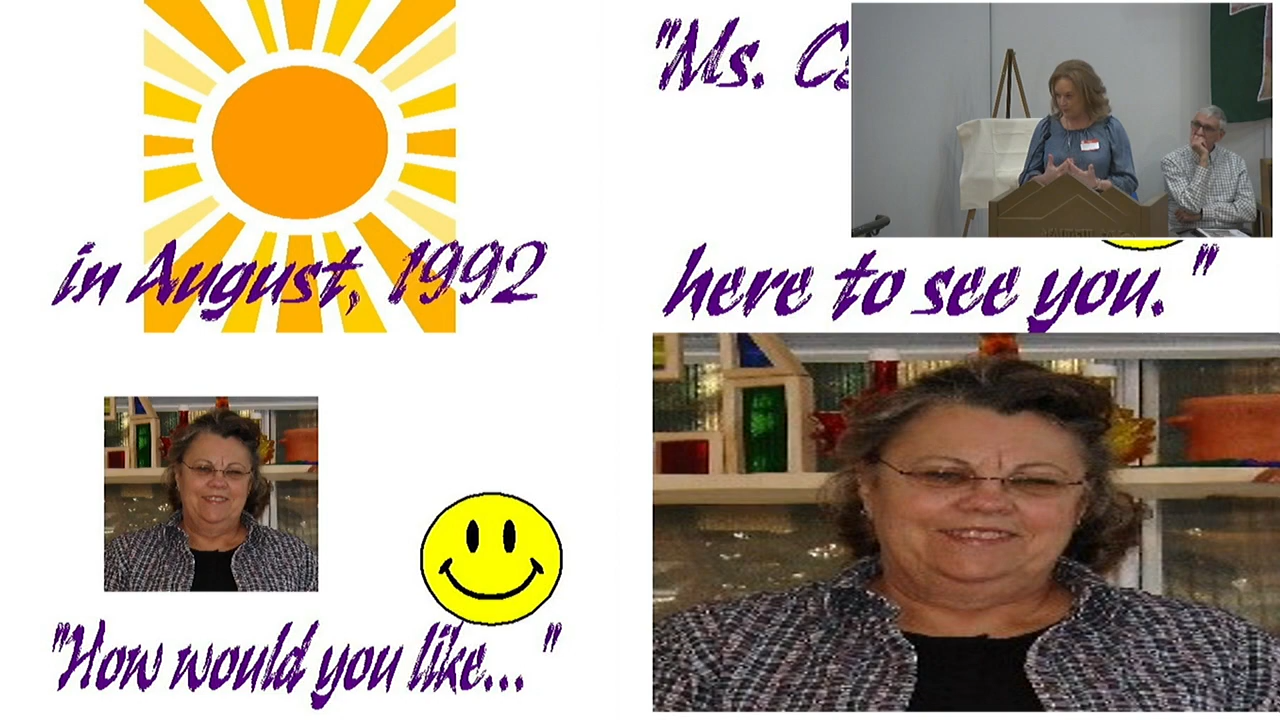 in August, 1992
"Ms.
here to see you."
"How would you like..."